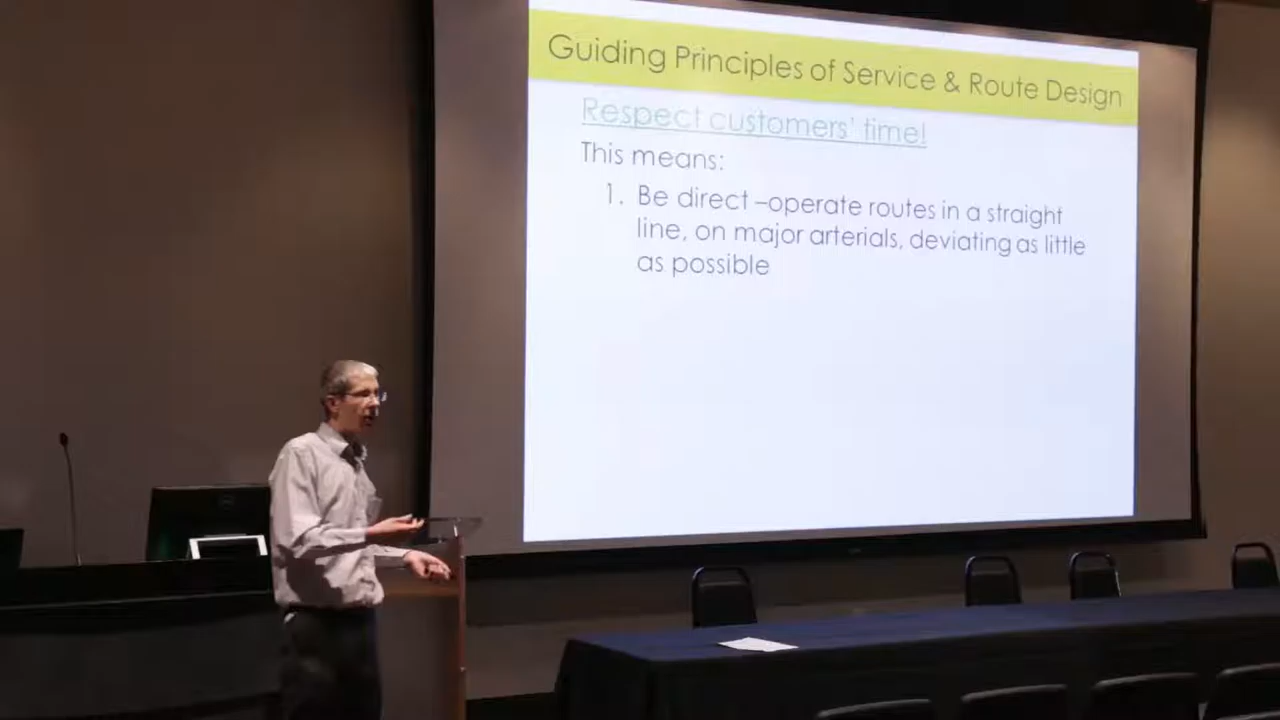 Guiding Principles of Service & Route Design
Respect customers' time!
This means:
1. Be direct –operate routes in a straight
line, on major arterials, deviating as little
as possible